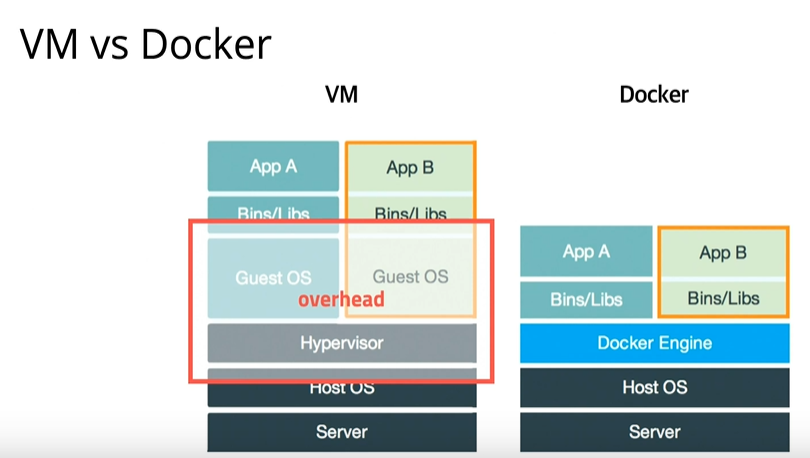 VM vs Docker
VM
App A
App B
Bins/Libs
Bins/Libs
Guest OS
Guest OS
overhead
Hypervisor
Host OS
Server
Docker
App A
App B
Bins/Libs
Bins/Libs
Docker Engine
Host OS
Server